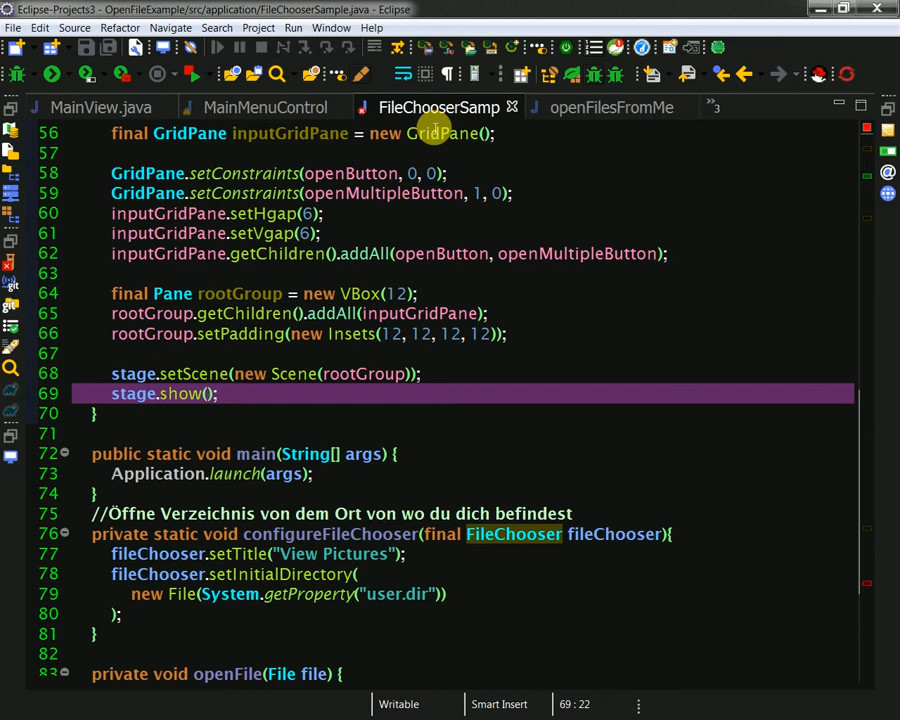 Eclipse-Projects3 - OpenFileExample/src/application/FileChooserSample.java - Eclipse
File Edit Source Refactor Navigate Search Project Run Window Help
MainView.java MainMenuControl FileChooserSamp openFilesFromMe 3
56 final GridPane inputGridPane = new GridPane();
57
58 GridPane.setConstraints(openButton, 0, 0);
59 GridPane.setConstraints(openMultipleButton, 1, 0);
60 inputGridPane.setHgap(6);
61 inputGridPane.setVgap(6);
62 inputGridPane.getChildren().addAll(openButton, openMultipleButton);
63
64 final Pane rootGroup = new VBox(12);
65 rootGroup.getChildren().addAll(inputGridPane);
66 rootGroup.setPadding(new Insets(12, 12, 12, 12));
67
68 stage.setScene(new Scene(rootGroup));
69 stage.show();
70 }
71
72 public static void main(String[] args) {
73 Application.launch(args);
74 }
75 //Öffne Verzeichnis von dem Ort von wo du dich befindest
76 private static void configureFileChooser(final FileChooser fileChooser){
77 fileChooser.setTitle("View Pictures");
78 fileChooser.setInitialDirectory(
79 new File(System.getProperty("user.dir"))
80 );
81 }
82
83 private void openFile(File file) {
Writable Smart Insert 69 : 22